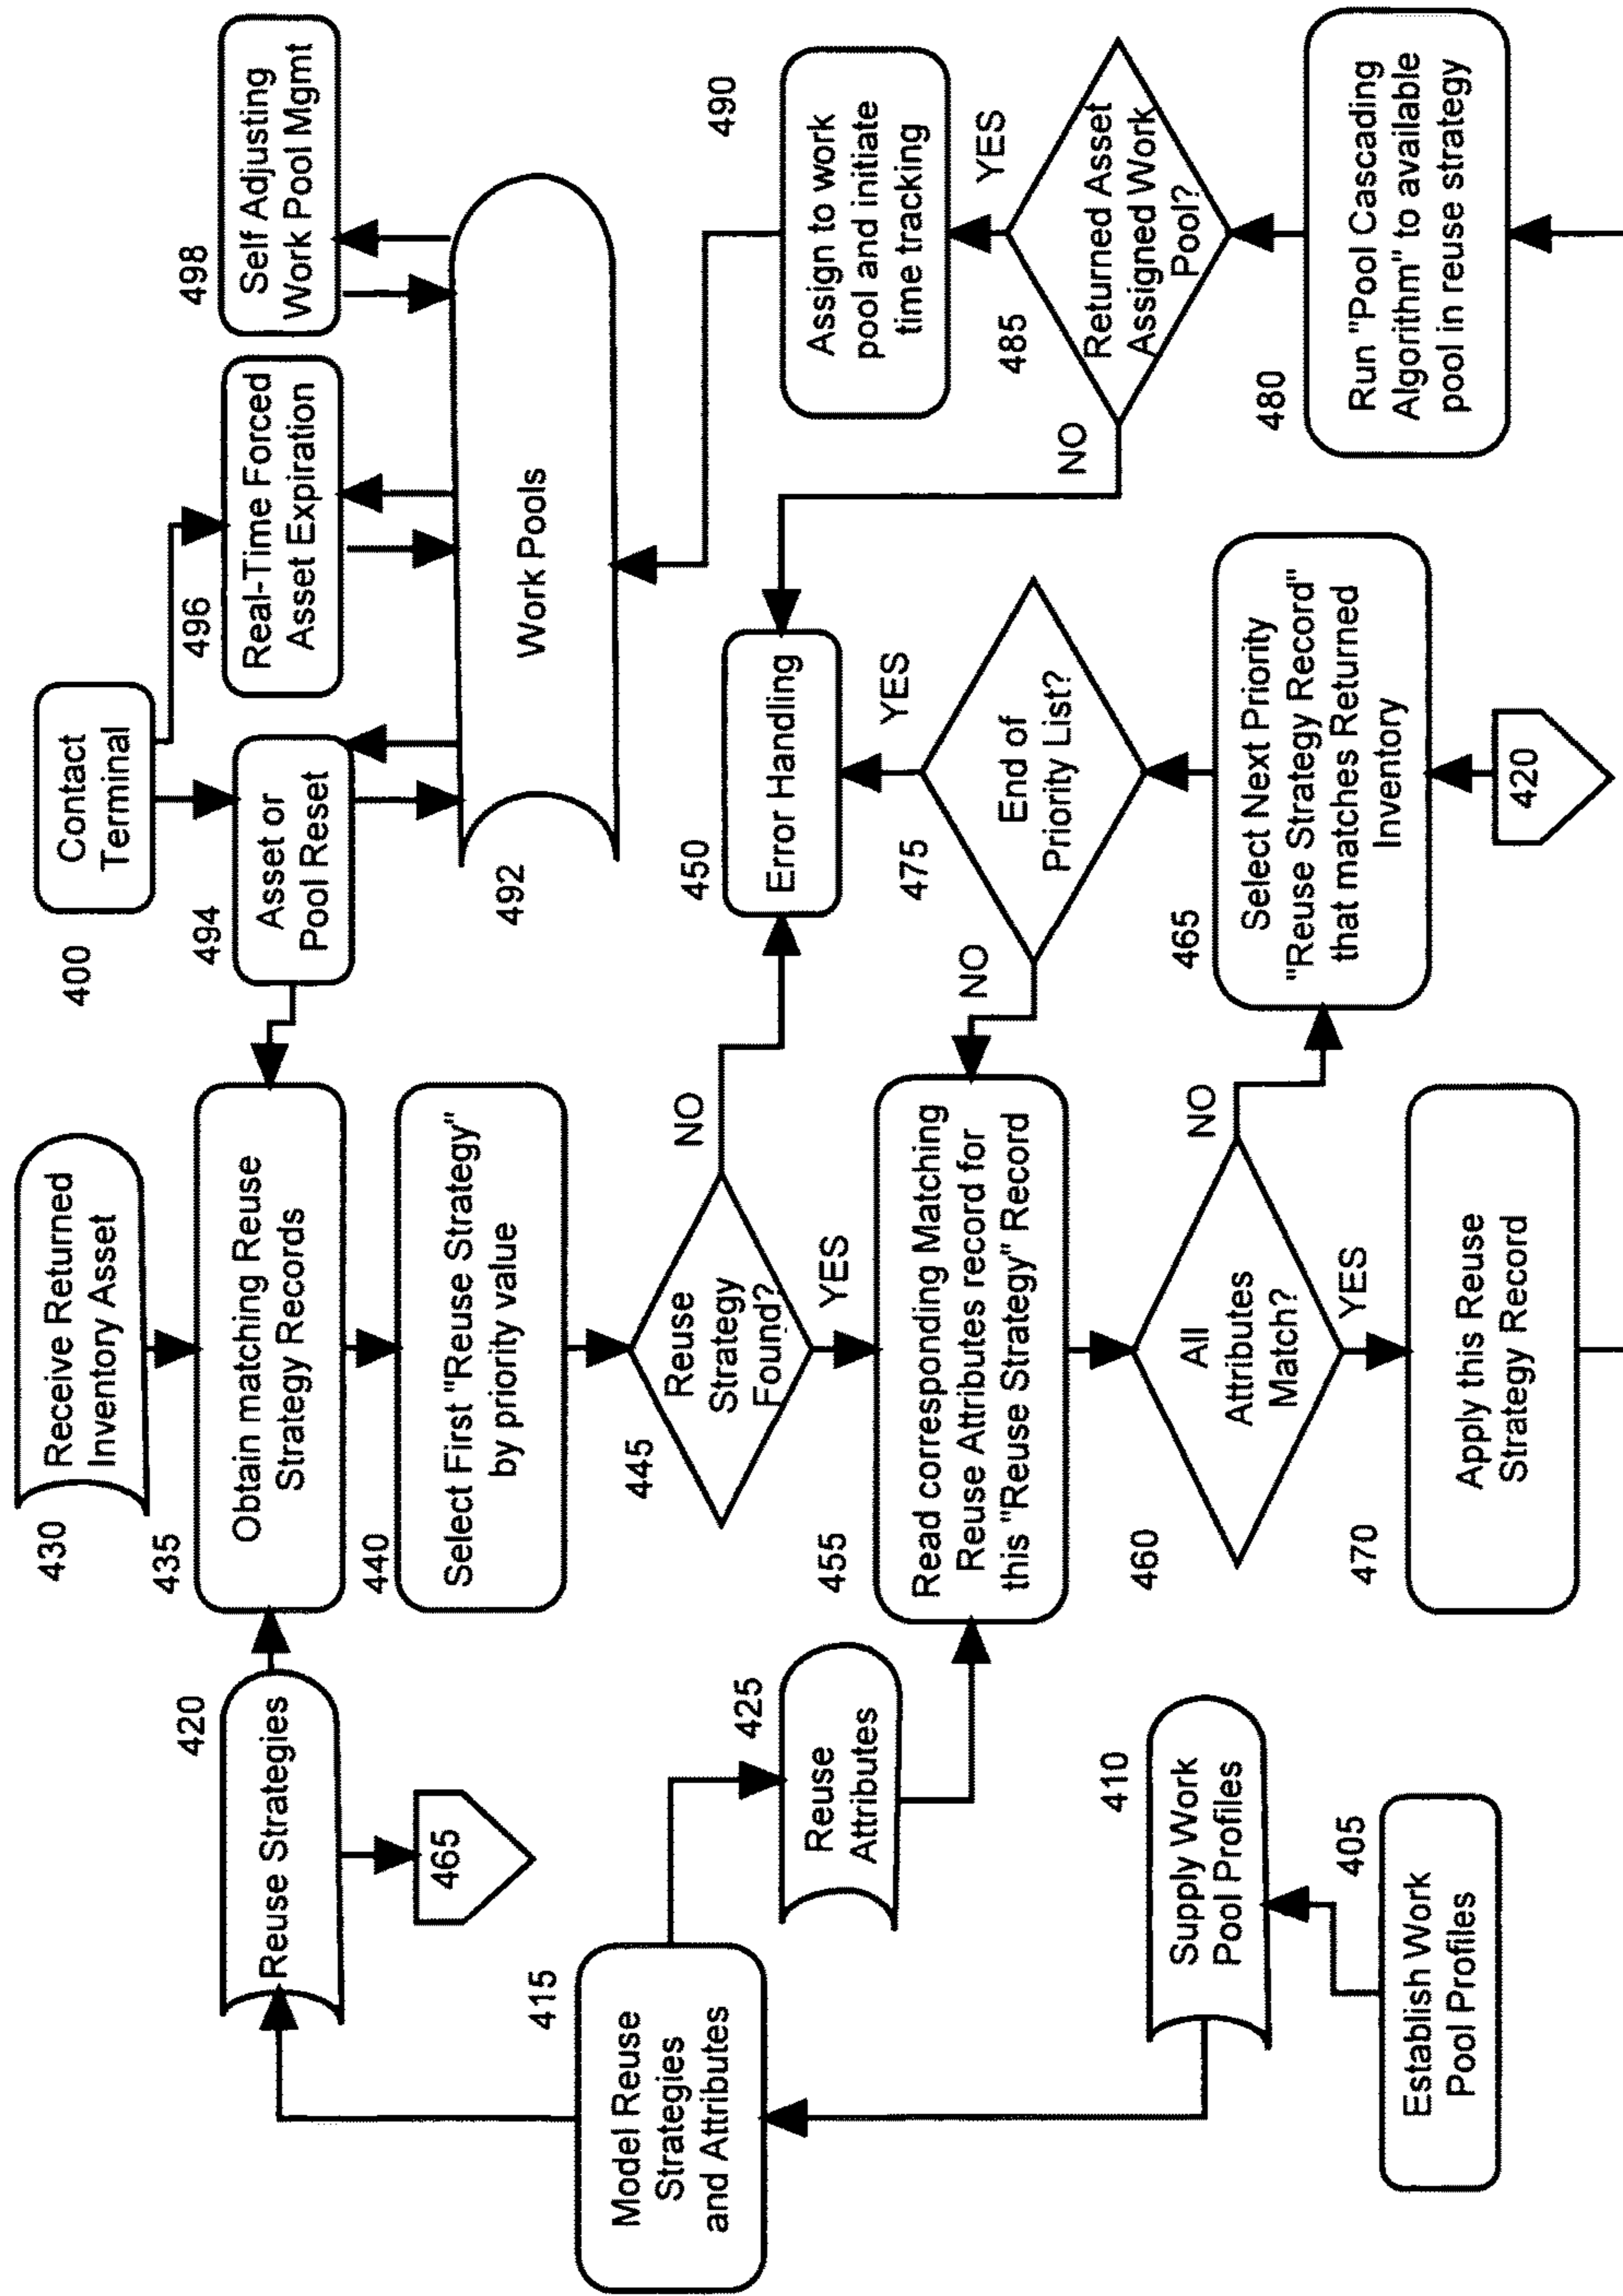 430
Receive Returned
Inventory Asset
400
Contact
Terminal
420
Reuse Strategies
435
Obtain matching Reuse
Strategy Records
494
Asset or
Pool Reset
496
Real-Time Forced
Asset Expiration
498
Self Adjusting
Work Pool Mgmt
465
440
Select First "Reuse Strategy"
by priority value
492
Work Pools
415
Model Reuse
Strategies
and Attributes
445
Reuse
Strategy
Found?
NO
YES
450
Error Handling
425
Reuse
Attributes
455
Read corresponding Matching
Reuse Attributes record for
this "Reuse Strategy" Record
475
End of
Priority List?
YES
NO
490
Assign to work
pool and initiate
time tracking
485
Returned Asset
Assigned Work
Pool?
YES
NO
410
Supply Work
Pool Profiles
460
All
Attributes
Match?
NO
YES
465
Select Next Priority
"Reuse Strategy Record"
that matches Returned
Inventory
480
Run "Pool Cascading
Algorithm" to available
pool in reuse strategy
405
Establish Work
Pool Profiles
470
Apply this Reuse
Strategy Record
420